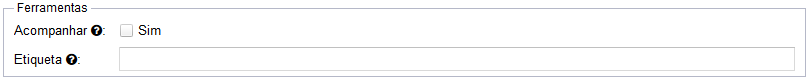 Ferramentas
Acompanhar ?: Sim
Etiqueta ?: